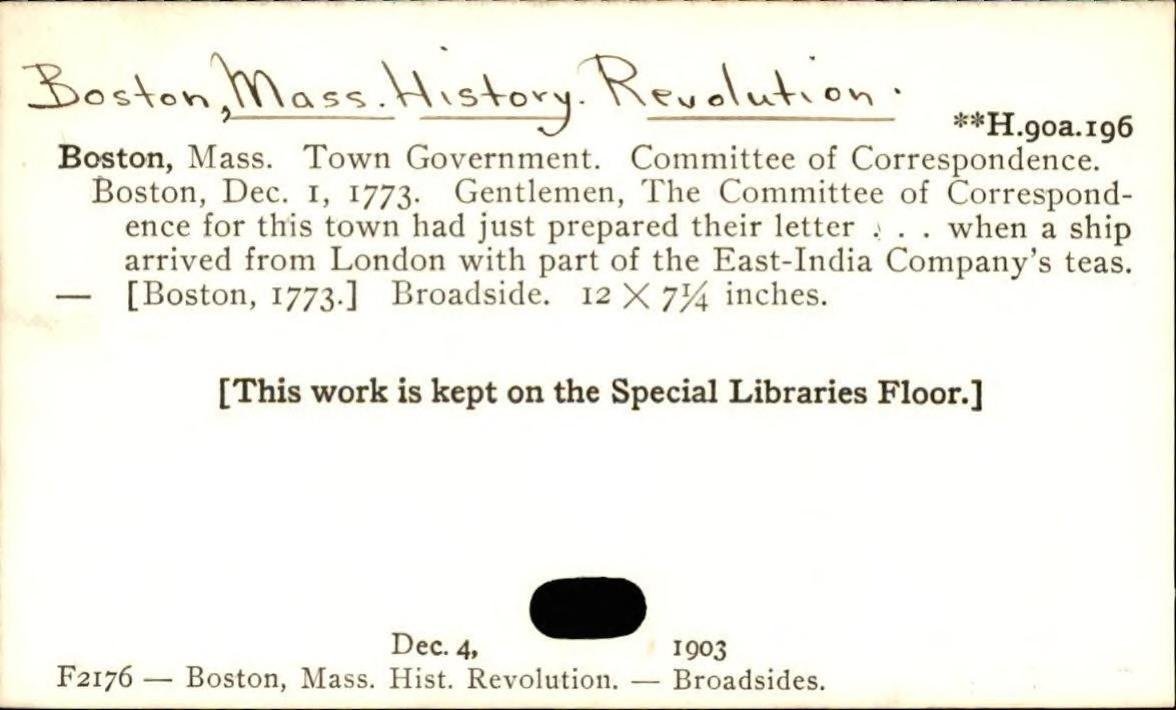 Boston, Mass. History. Revolution.
**H.90a.196
Boston, Mass. Town Government. Committee of Correspondence.
Boston, Dec. 1, 1773. Gentlemen, The Committee of Correspond-
ence for this town had just prepared their letter . . . when a ship
arrived from London with part of the East-India Company's teas.
— [Boston, 1773.] Broadside. 12 X 7¼ inches.
[This work is kept on the Special Libraries Floor.]
Dec. 4, 1903
F2176 — Boston, Mass. Hist. Revolution. — Broadsides.